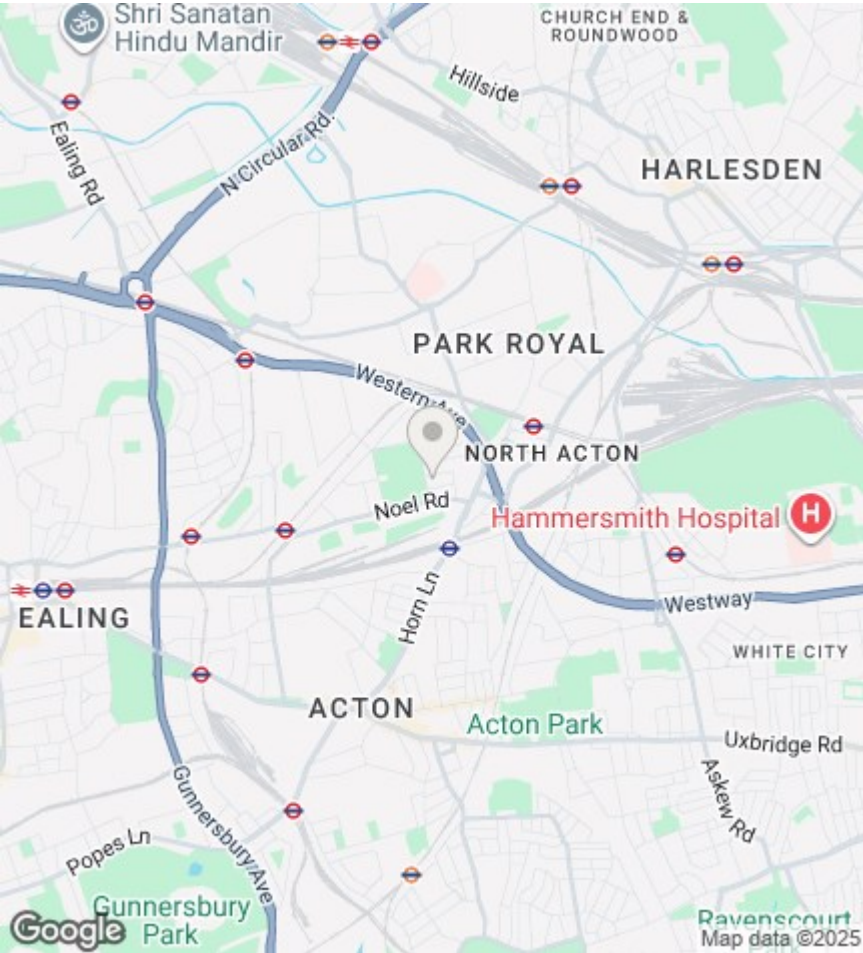 Shri Sanatan
Hindu Mandir
CHURCH END &
ROUNDWOOD
Hillside
Ealing Rd
N Circular Rd.
HARLESDEN
PARK ROYAL
Western Ave
NORTH ACTON
Noel Rd
Hammersmith Hospital
H
Horn Ln
EALING
Westway
WHITE CITY
ACTON
Acton Park
Uxbridge Rd
Askew Rd
Gunnersbury Ave
Popes Ln
Gunnersbury
Park
Ravenscourt
Park
Google
Map data ©2025